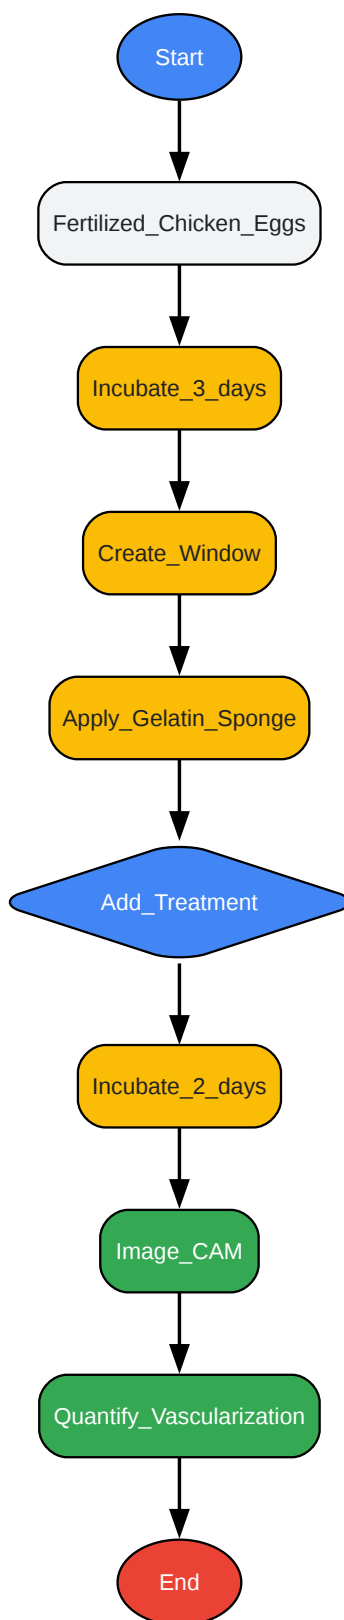 Start
Fertilized_Chicken_Eggs
Incubate_3_days
Create_Window
Apply_Gelatin_Sponge
Add_Treatment
Incubate_2_days
Image_CAM
Quantify_Vascularization
End